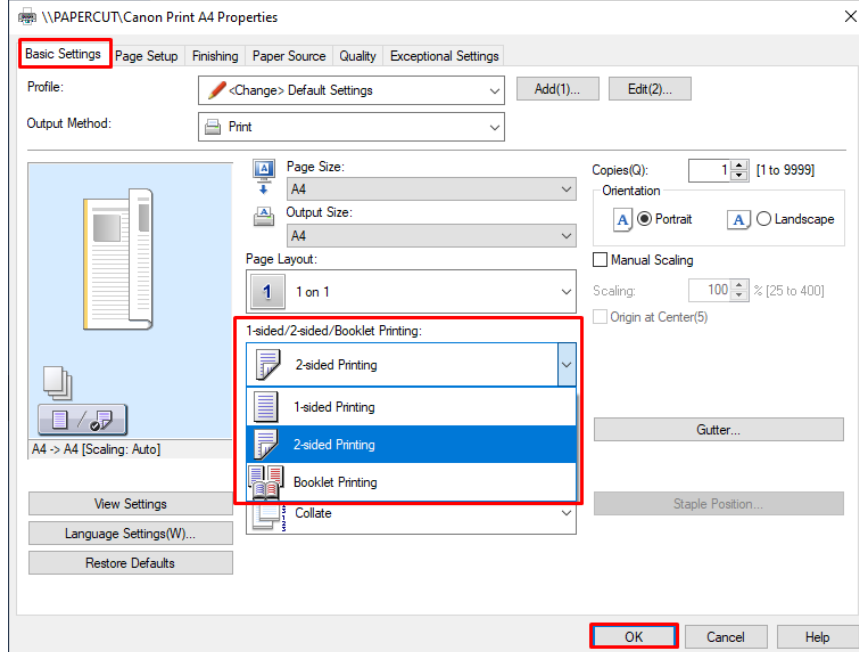 \\PAPERCUT\Canon Print A4 Properties
Basic Settings Page Setup Finishing Paper Source Quality Exceptional Settings
Profile: <Change> Default Settings Add(1)... Edit(2)...
Output Method: Print
Page Size:
A4
Output Size:
A4
Page Layout:
1 1 on 1
1-sided/2-sided/Booklet Printing:
2-sided Printing
1-sided Printing
2-sided Printing
Booklet Printing
Collate
A4 -> A4 [Scaling: Auto]
View Settings
Language Settings(W)...
Restore Defaults
Copies(Q): 1 [1 to 9999]
Orientation
A Portrait A Landscape
Manual Scaling
Scaling: 100 % [25 to 400]
Origin at Center(5)
Gutter...
Staple Position...
OK Cancel Help